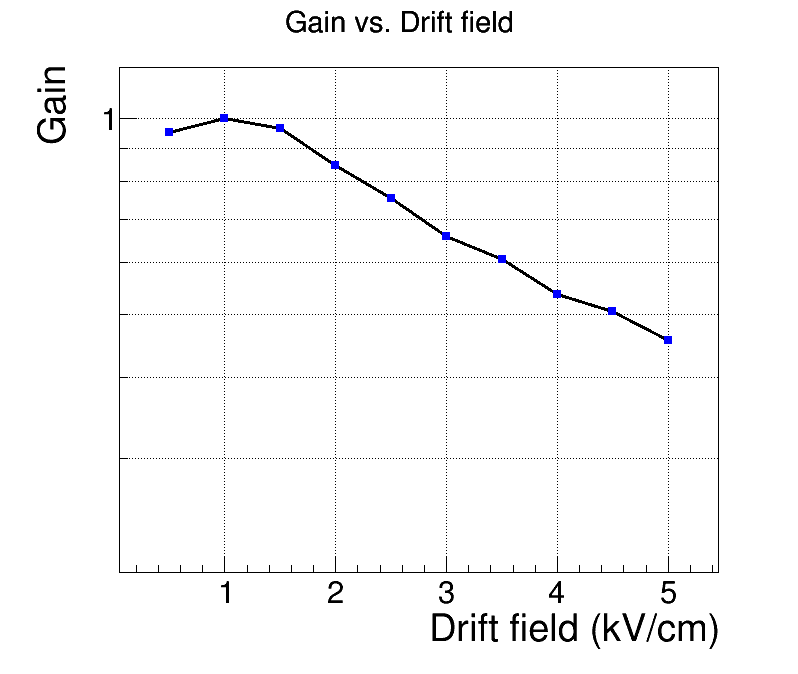 Gain vs. Drift field
Gain
1
1 2 3 4 5
Drift field (kV/cm)